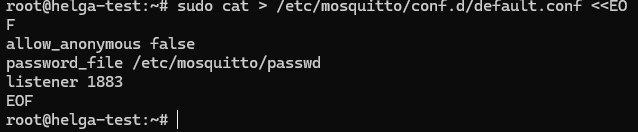 root@helga-test:~# sudo cat > /etc/mosquitto/conf.d/default.conf <<EO
F
allow_anonymous false
password_file /etc/mosquitto/passwd
listener 1883
EOF
root@helga-test:~#